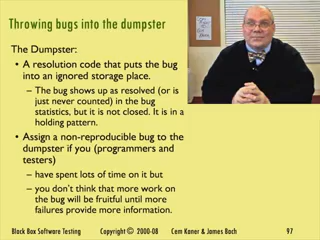 Throwing bugs into the dumpster
The Dumpster:
• A resolution code that puts the bug
into an ignored storage place.
– The bug shows up as resolved (or is
just never counted) in the bug
statistics, but it is not closed. It is in a
holding pattern.
• Assign a non-reproducible bug to the
dumpster if you (programmers and
testers)
– have spent lots of time on it but
– you don't think that more work on
the bug will be fruitful until more
failures provide more information.
Black Box Software Testing Copyright © 2000-08 Cem Kaner & James Bach 97